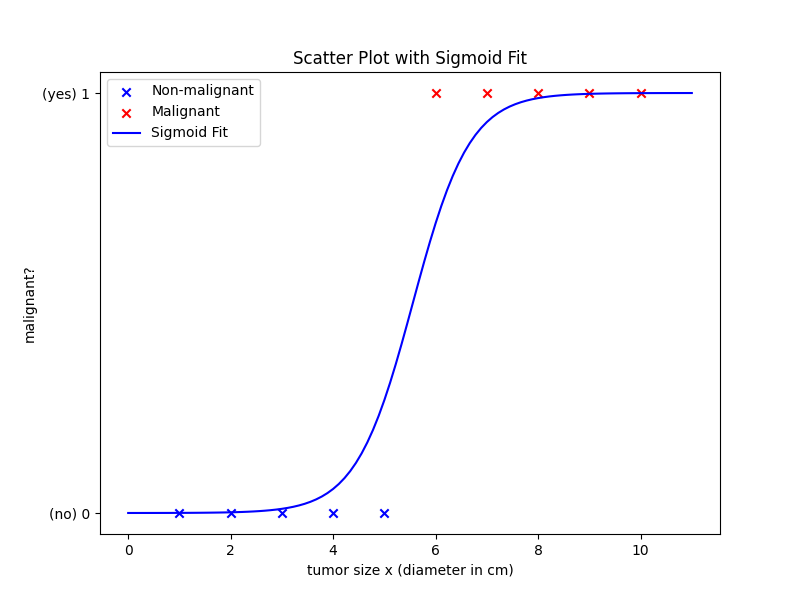 Scatter Plot with Sigmoid Fit
(yes) 1
Non-malignant
Malignant
Sigmoid Fit
malignant?
(no) 0
0 2 4 6 8 10
tumor size x (diameter in cm)